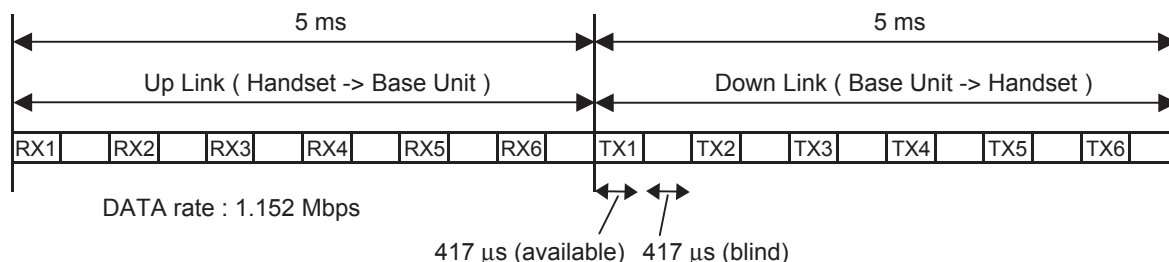 5 ms 5 ms
Up Link ( Handset -> Base Unit ) Down Link ( Base Unit -> Handset )
RX1 RX2 RX3 RX4 RX5 RX6 TX1 TX2 TX3 TX4 TX5 TX6
DATA rate : 1.152 Mbps
417 μs (available) 417 μs (blind)